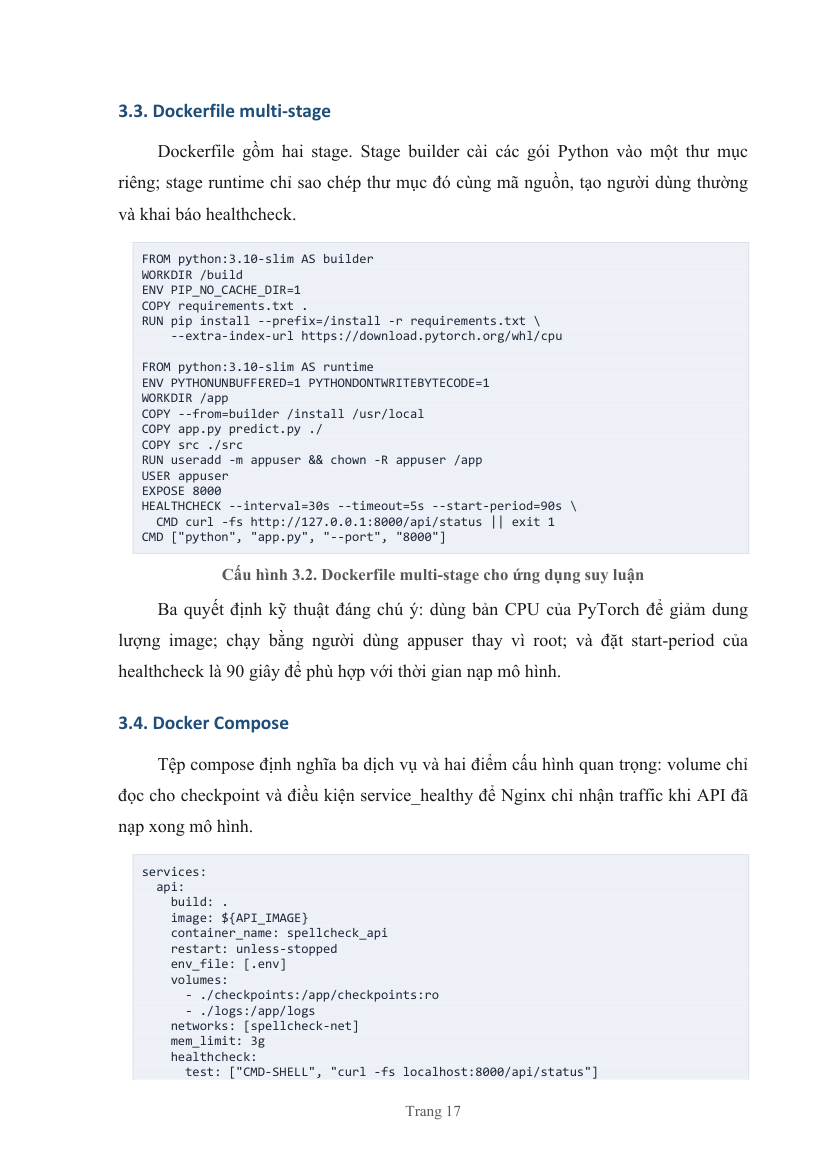 3.3. Dockerfile multi-stage
Dockerfile gồm hai stage. Stage builder cài các gói Python vào một thư mục
riêng; stage runtime chỉ sao chép thư mục đó cùng mã nguồn, tạo người dùng thường
và khai báo healthcheck.
FROM python:3.10-slim AS builder
WORKDIR /build
ENV PIP_NO_CACHE_DIR=1
COPY requirements.txt .
RUN pip install --prefix=/install -r requirements.txt \
    --extra-index-url https://download.pytorch.org/whl/cpu

FROM python:3.10-slim AS runtime
ENV PYTHONUNBUFFERED=1 PYTHONDONTWRITEBYTECODE=1
WORKDIR /app
COPY --from=builder /install /usr/local
COPY app.py predict.py ./
COPY src ./src
RUN useradd -m appuser && chown -R appuser /app
USER appuser
EXPOSE 8000
HEALTHCHECK --interval=30s --timeout=5s --start-period=90s \
  CMD curl -fs http://127.0.0.1:8000/api/status || exit 1
CMD ["python", "app.py", "--port", "8000"]
Cấu hình 3.2. Dockerfile multi-stage cho ứng dụng suy luận
Ba quyết định kỹ thuật đáng chú ý: dùng bản CPU của PyTorch để giảm dung
lượng image; chạy bằng người dùng appuser thay vì root; và đặt start-period của
healthcheck là 90 giây để phù hợp với thời gian nạp mô hình.
3.4. Docker Compose
Tệp compose định nghĩa ba dịch vụ và hai điểm cấu hình quan trọng: volume chỉ
đọc cho checkpoint và điều kiện service_healthy để Nginx chỉ nhận traffic khi API đã
nạp xong mô hình.
services:
  api:
    build: .
    image: ${API_IMAGE}
    container_name: spellcheck_api
    restart: unless-stopped
    env_file: [.env]
    volumes:
      - ./checkpoints:/app/checkpoints:ro
      - ./logs:/app/logs
    networks: [spellcheck-net]
    mem_limit: 3g
    healthcheck:
      test: ["CMD-SHELL", "curl -fs localhost:8000/api/status"]
Trang 17